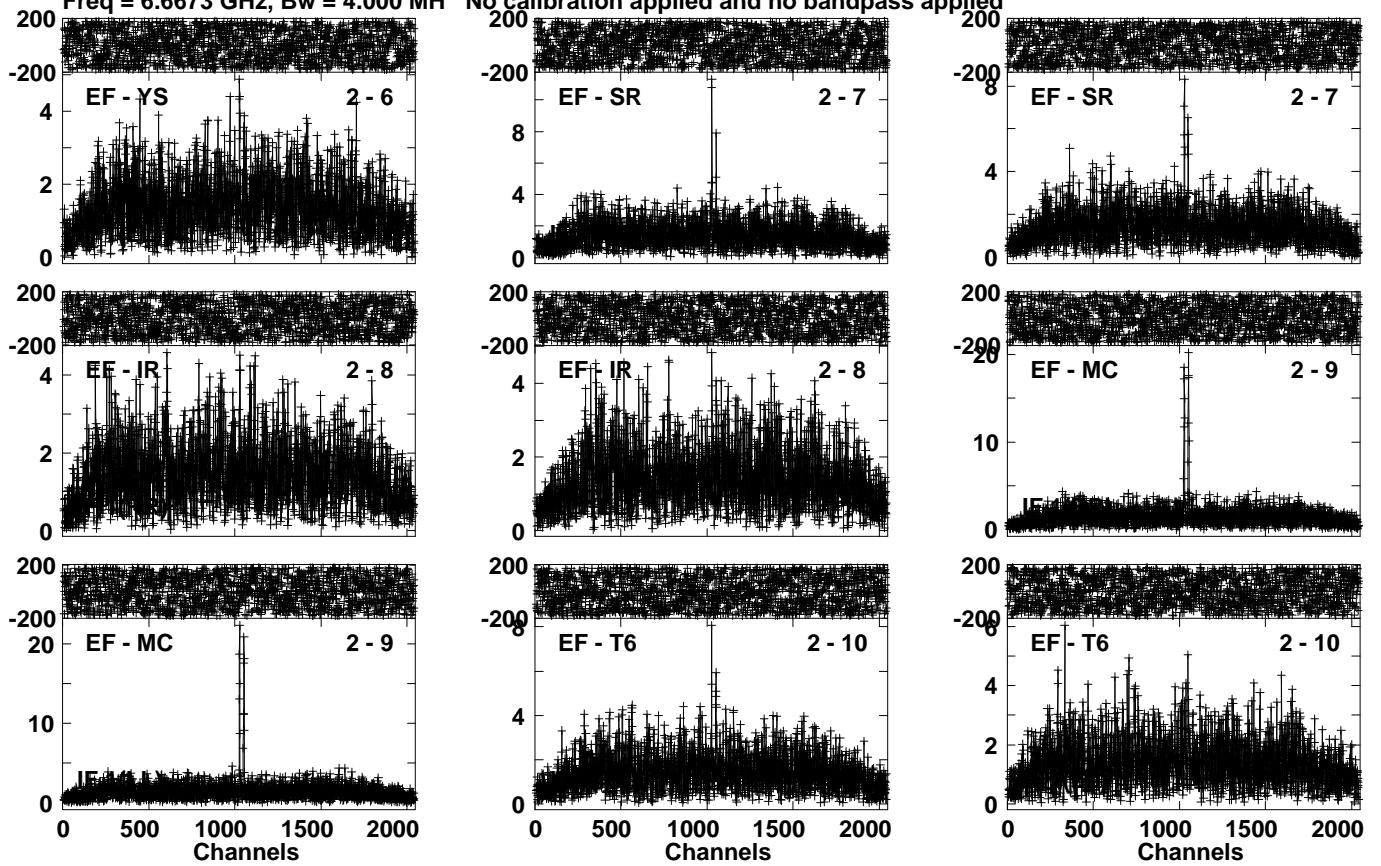 Freq = 6.6673 GHz, Bw = 4.000 MH No calibration applied and no bandpass applied
200 200 200
-200 -200 -200
EF - YS 2 - 6 EF - SR 2 - 7 EF - SR 2 - 7
4 8 8
2 4 4
0 0 0
200 200 200
-200 -200 -200
20
EF - IR 2 - 8 EF - IR 2 - 8 EF - MC 2 - 9
4 4 10
2 2
0 0 0
200 200 200
-200 -200 -200
8 6
EF - MC 2 - 9 EF - T6 2 - 10 EF - T6 2 - 10
20 4 4
10 2
0 0 0
0 500 1000 1500 2000 0 500 1000 1500 2000 0 500 1000 1500 2000
Channels Channels Channels